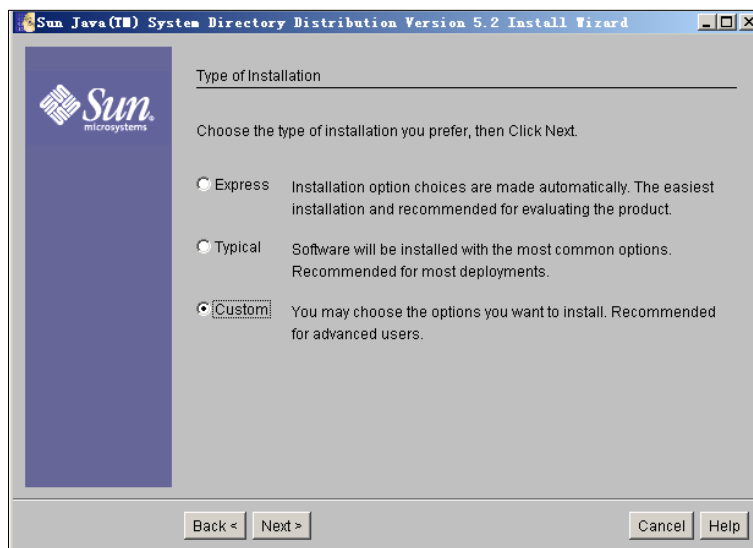 Sun Java(TM) System Directory Distribution Version 5.2 Install Wizard
Sun.
microsystems
Type of Installation
Choose the type of installation you prefer, then Click Next.
Express
Installation option choices are made automatically. The easiest
installation and recommended for evaluating the product.
Typical
Software will be installed with the most common options.
Recommended for most deployments.
Custom
You may choose the options you want to install. Recommended
for advanced users.
Back <
Next >
Cancel
Help